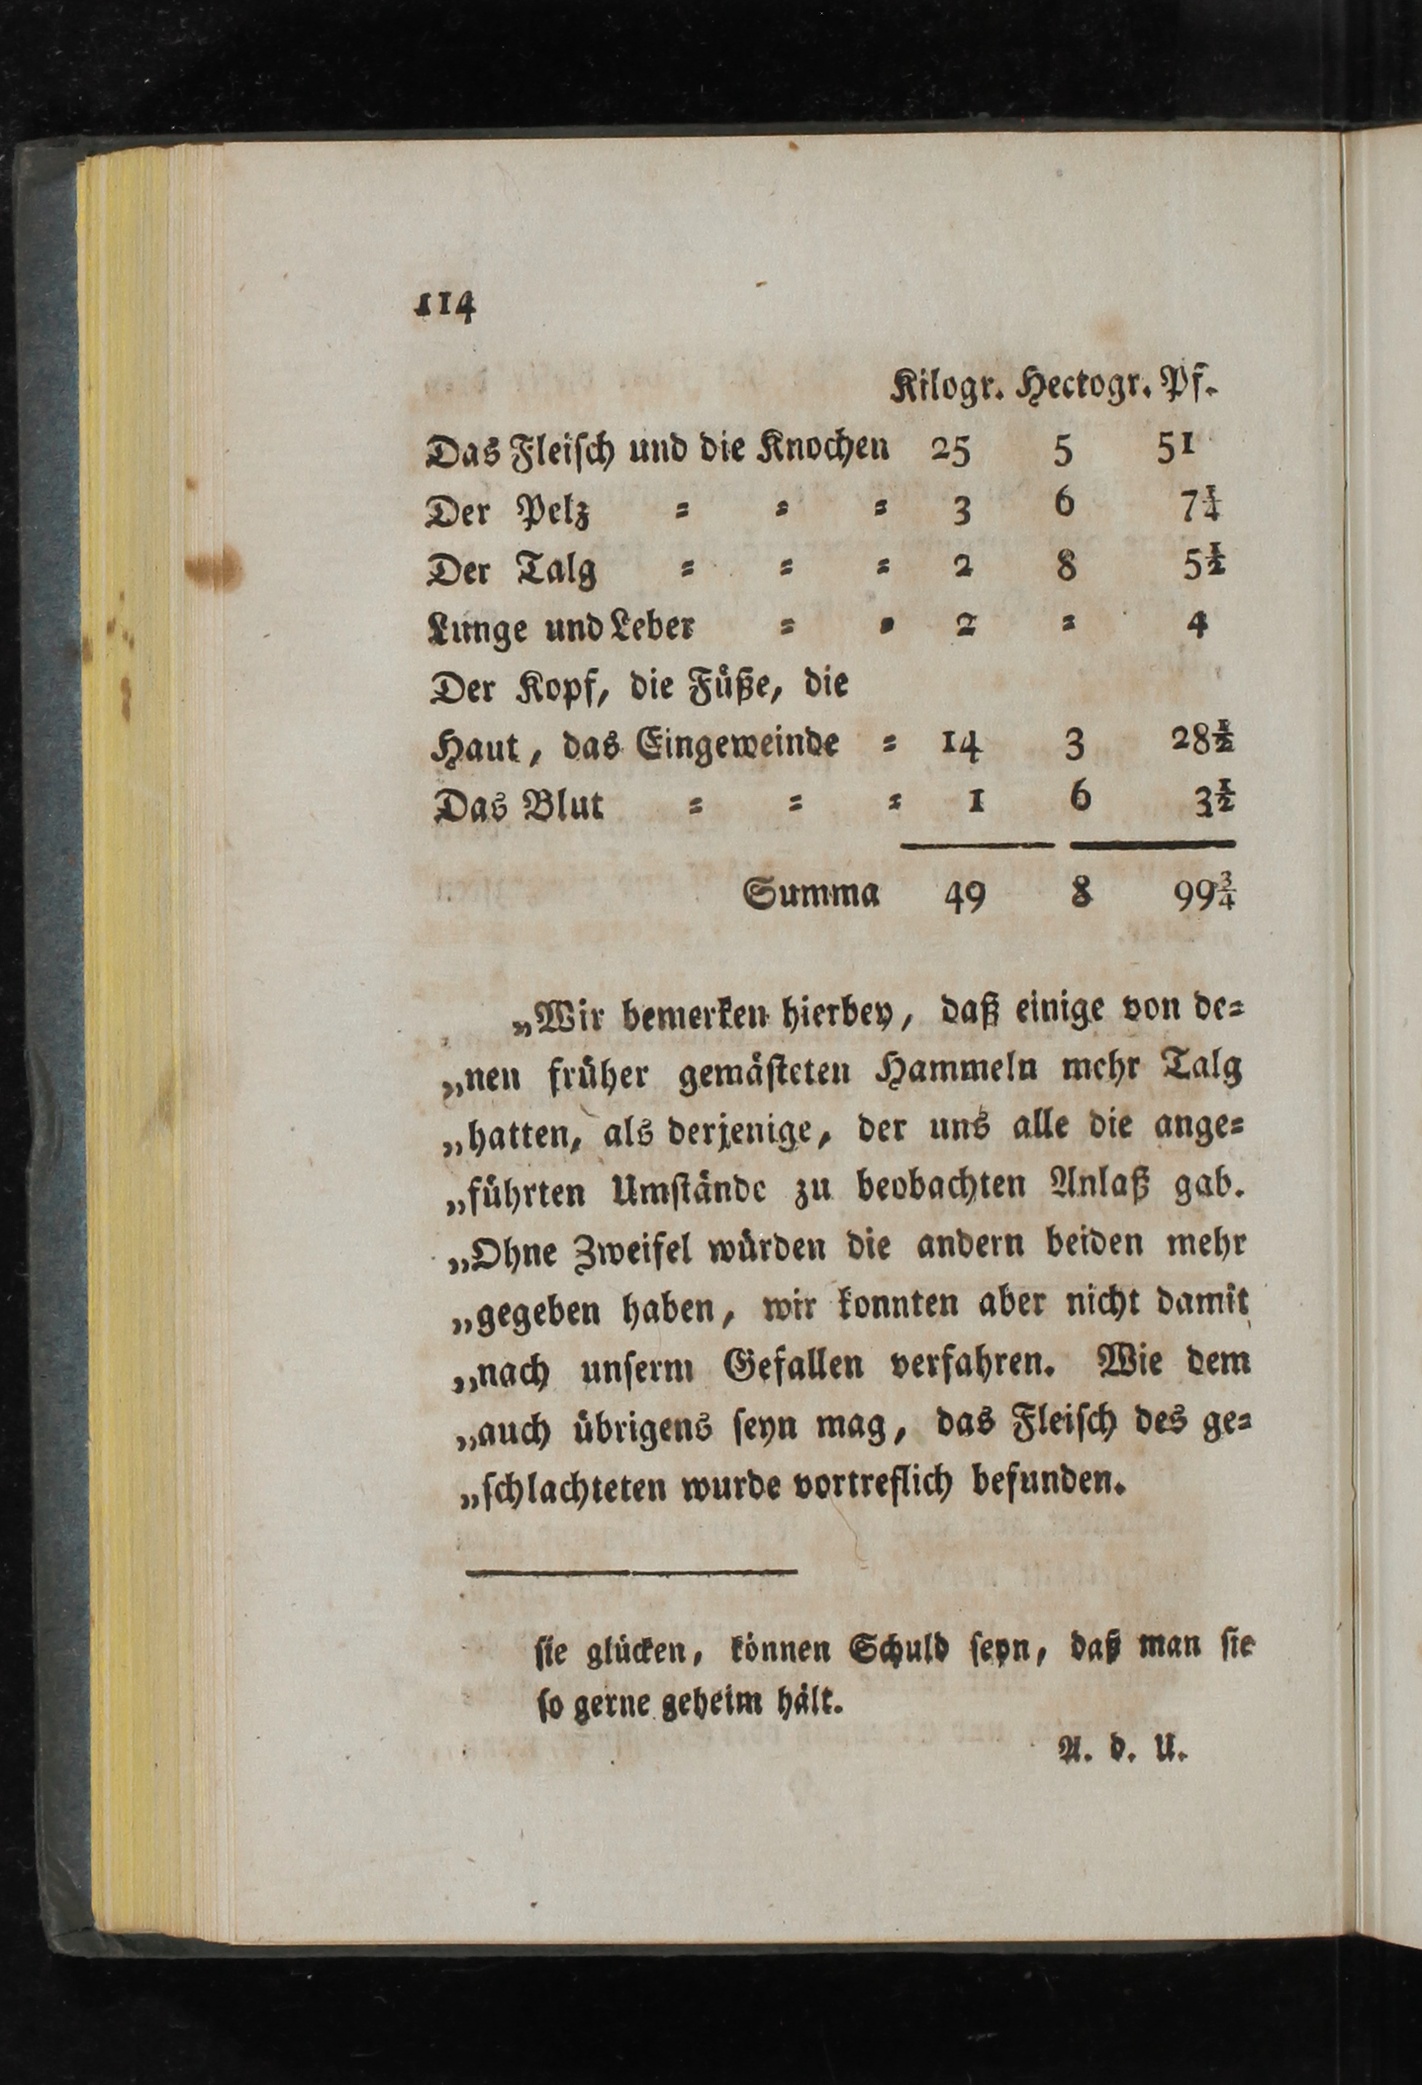 114
Kilogr. Hectogr. Pf.
Das Fleiſch und die Knochen 25 5 51
Der Pelz = = = 3 6 7¼
Der Talg = = = 2 8 5½
Lunge und Leber = = 2 = 4
Der Kopf, die Füße, die
Haut, das Eingeweinde = 14 3 28½
Das Blut = = = 1 6 3½
Summa 49 8 99¾
„Wir bemerken hierbey, daß einige von de=
„nen früher gemäſteten Hammeln mehr Talg
„hatten, als derjenige, der uns alle die ange=
„führten Umſtände zu beobachten Anlaß gab.
„Ohne Zweifel würden die andern beiden mehr
„gegeben haben, wir konnten aber nicht damit
„nach unſerm Gefallen verfahren. Wie dem
„auch übrigens ſeyn mag, das Fleiſch des ge=
„ſchlachteten wurde vortreflich befunden.
ſie glücken, können Schuld ſeyn, daß man ſie
ſo gerne geheim hält.
A. d. U.